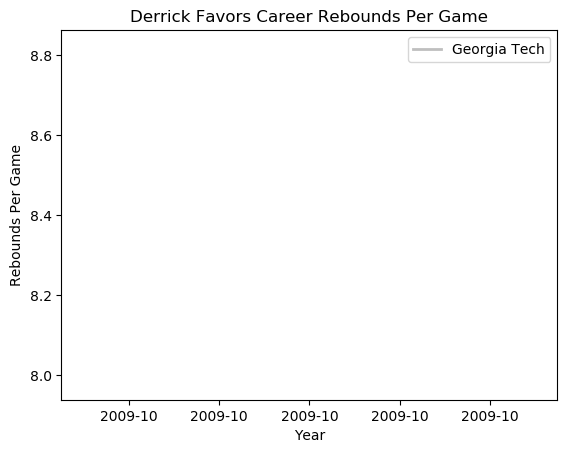 Derrick Favors Career Rebounds Per Game
Georgia Tech
8.8
8.6
8.4
8.2
8.0
Rebounds Per Game
2009-10 2009-10 2009-10 2009-10 2009-10
Year